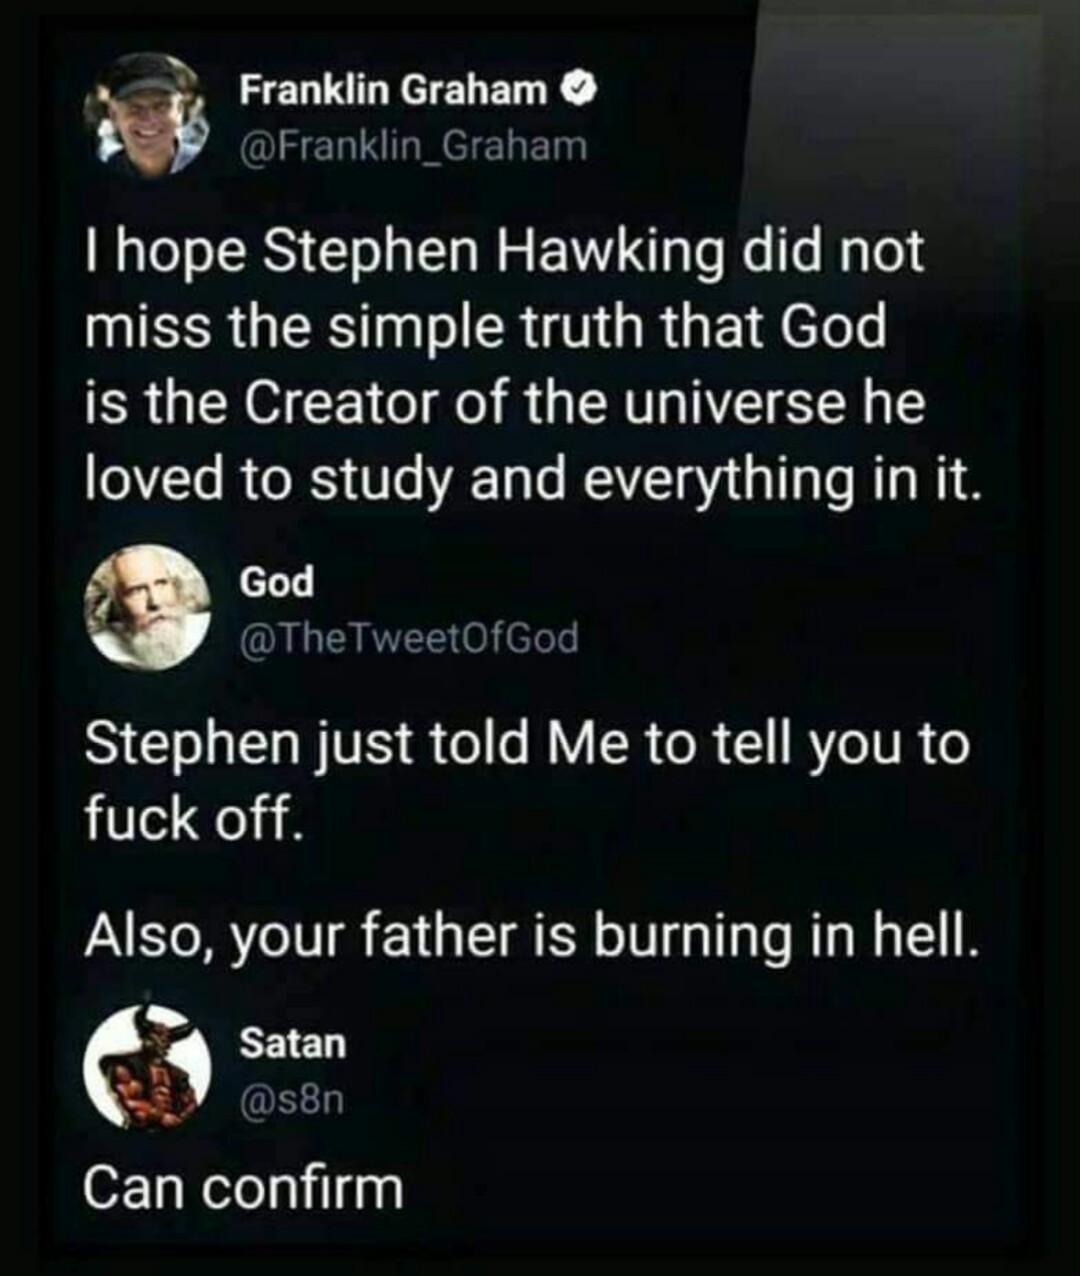 Franklin Graham
@Franklin_Graham
I hope Stephen Hawking did not
miss the simple truth that God
is the Creator of the universe he
loved to study and everything in it.
God
@TheTweetOfGod
Stephen just told Me to tell you to
fuck off.
Also, your father is burning in hell.
Satan
@s8n
Can confirm